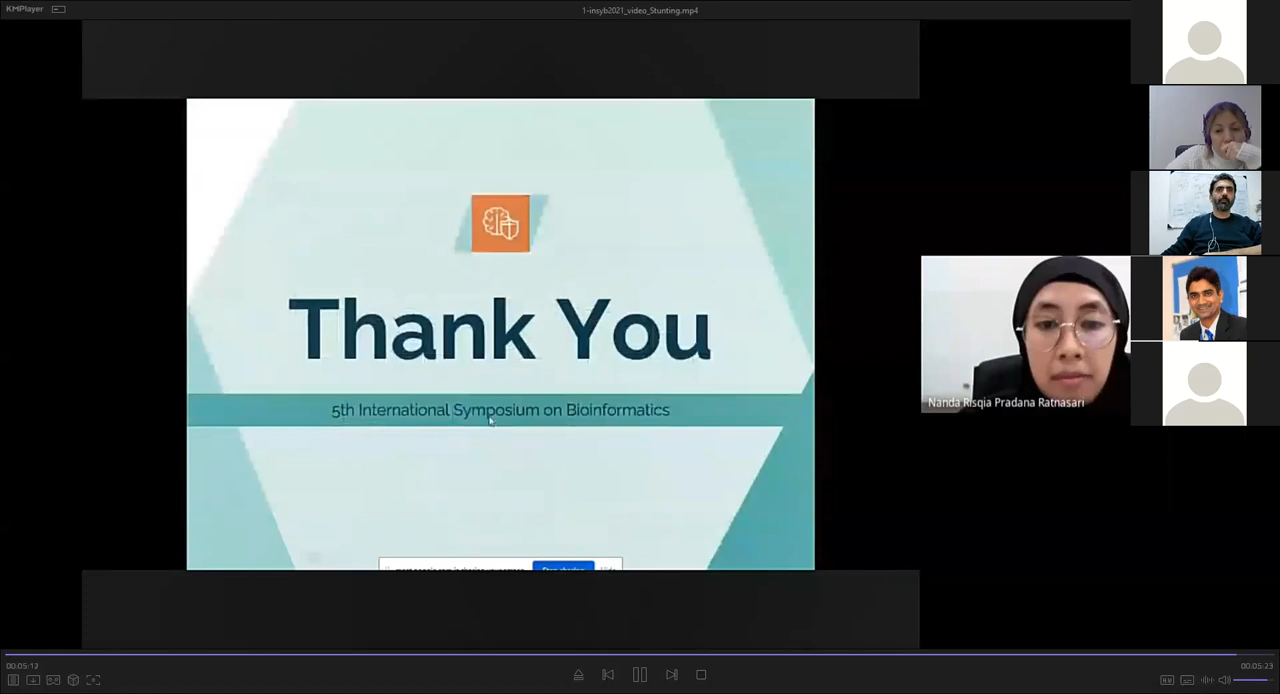 KMPlayer
1-insyb2021_video_Stunting.mp4
Thank You
5th International Symposium on Bioinformatics
Nanda Risqia Pradana Ratnasari
00:05:12
00:05:23